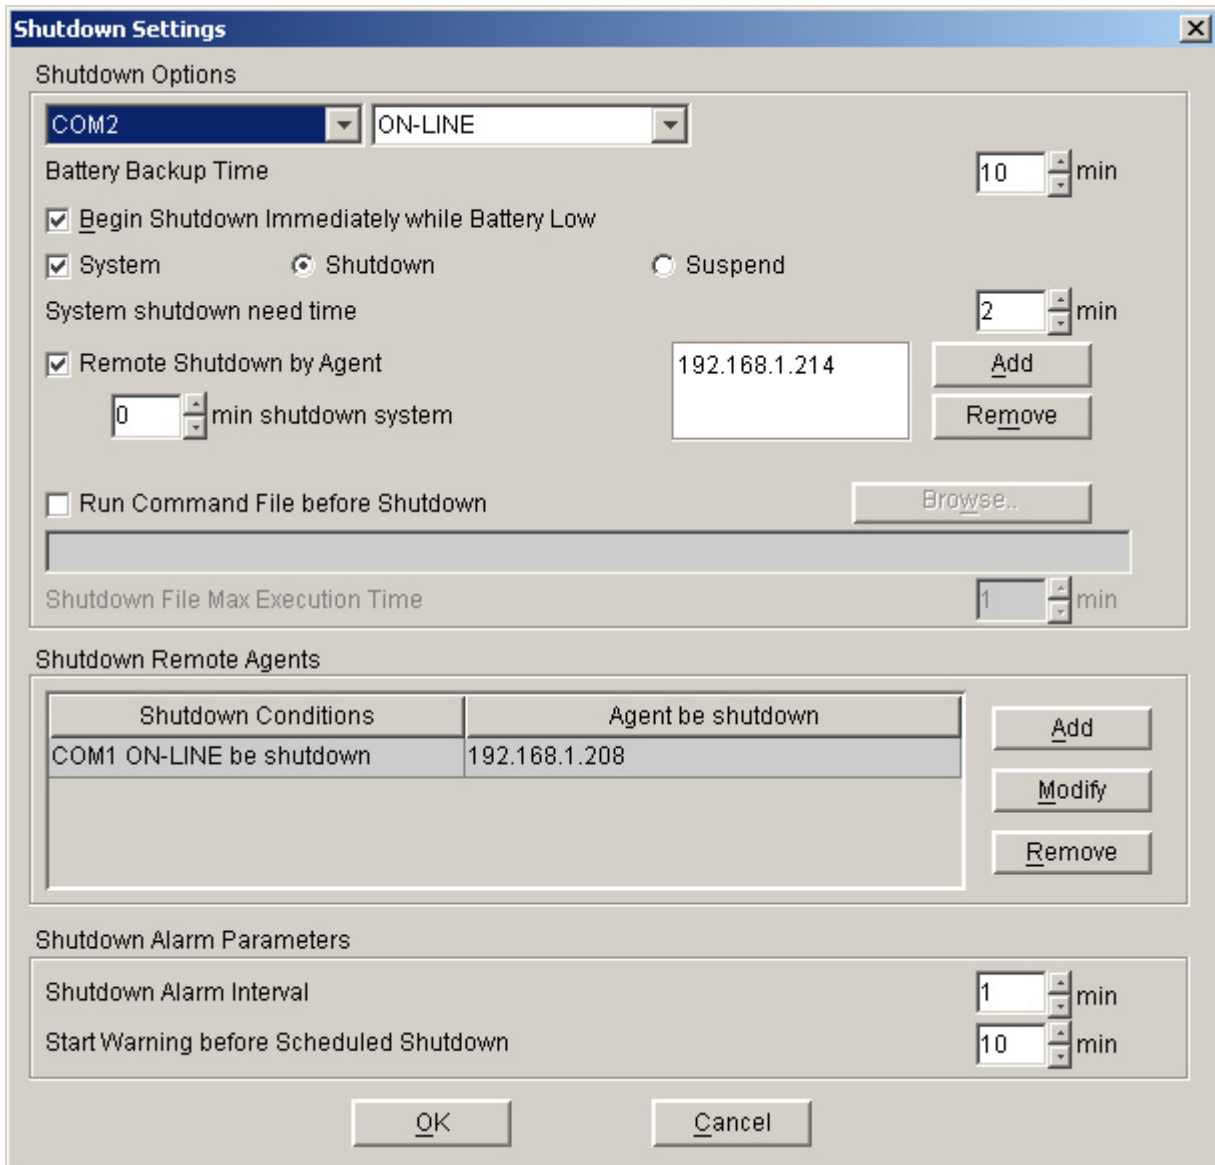 Shutdown Settings
Shutdown Options
COM2 ON-LINE
Battery Backup Time 10 min
Begin Shutdown Immediately while Battery Low
System Shutdown Suspend
System shutdown need time 2 min
Remote Shutdown by Agent 192.168.1.214 Add
0 min shutdown system Remove
Run Command File before Shutdown Browse..
Shutdown File Max Execution Time 1 min
Shutdown Remote Agents
Shutdown Conditions Agent be shutdown
COM1 ON-LINE be shutdown 192.168.1.208
Add
Modify
Remove
Shutdown Alarm Parameters
Shutdown Alarm Interval 1 min
Start Warning before Scheduled Shutdown 10 min
OK Cancel